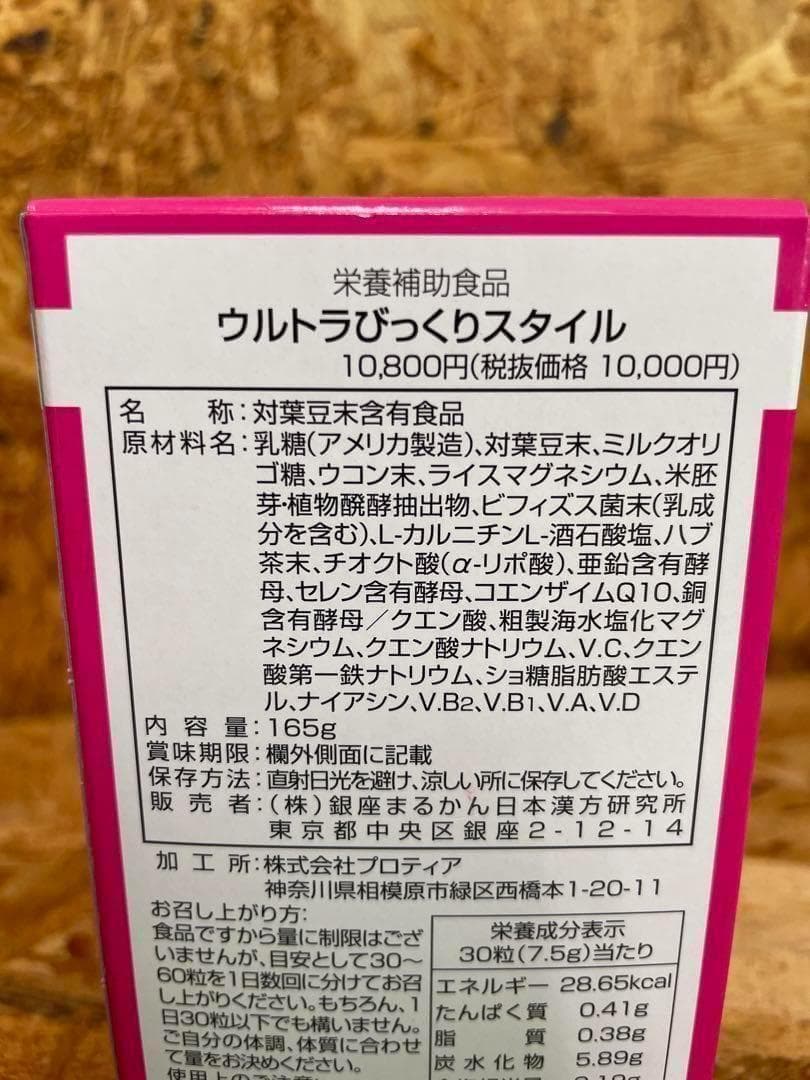 栄養補助食品
ウルトラびっくりスタイル
10,800円(税抜価格 10,000円)
名　　称：対葉豆末含有食品
原材料名：乳糖(アメリカ製造)、対葉豆末、ミルクオリ
ゴ糖、ウコン末、ライスマグネシウム、米胚
芽・植物醗酵抽出物、ビフィズス菌末(乳成
分を含む)、L-カルニチンL-酒石酸塩、ハブ
茶末、チオクト酸(α-リポ酸)、亜鉛含有酵
母、セレン含有酵母、コエンザイムQ10、銅
含有酵母／クエン酸、粗製海水塩化マグ
ネシウム、クエン酸ナトリウム、V.C、クエン
酸第一鉄ナトリウム、ショ糖脂肪酸エステ
ル、ナイアシン、V.B2、V.B1、V.A、V.D
内 容 量：165g
賞味期限：欄外側面に記載
保存方法：直射日光を避け、涼しい所に保存してください。
販 売 者：(株)銀座まるかん日本漢方研究所
東京都中央区銀座2-12-14
加 工 所：株式会社プロティア
神奈川県相模原市緑区西橋本1-20-11
お召し上がり方：
食品ですから量に制限はござ
いませんが、目安として30〜
60粒を1日数回に分けてお召
し上がりください。もちろん、1
日30粒以下でも構いません。
ご自分の体調、体質に合わせ
て量をお決めください。
使用上のご注意：
栄養成分表示
30粒(7.5g)当たり
エネルギー 28.65kcal
たんぱく質 0.41g
脂　　質 0.38g
炭水化物 5.89g